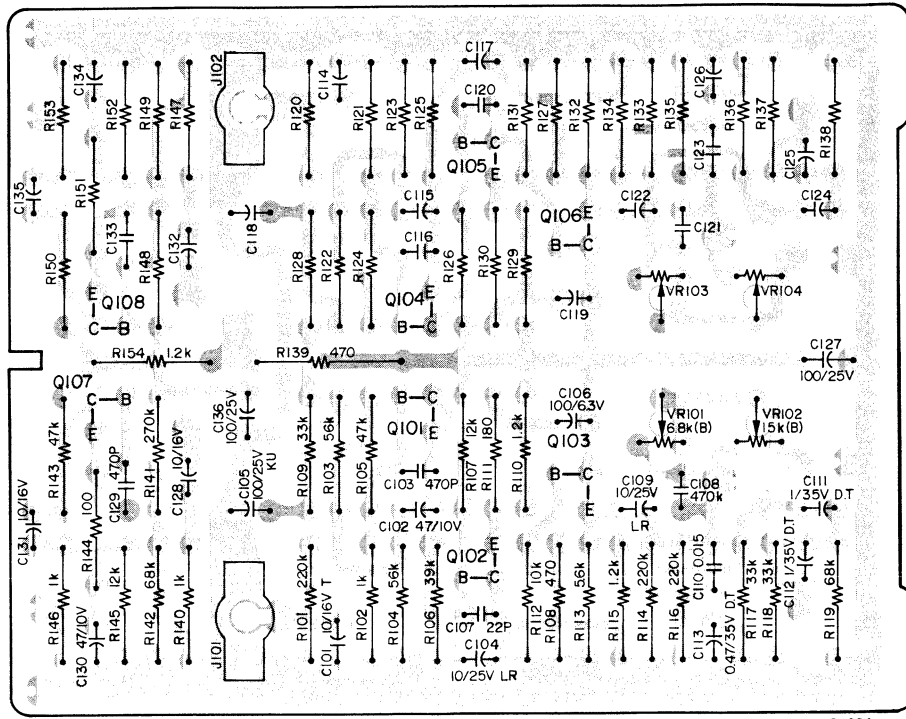 C134
J102
C114
C117
C126
R153
R152
R149
R147
R120
R121
R123
R125
C120
R131
R127
R132
R134
R133
R135
R136
R137
R138
B C
E
Q105
C123
C125
C135
R151
C133
C132
C118
C115
C116
Q106
E
B C
C122
C121
C124
R150
R148
R128
R122
R124
R126
R130
R129
E
Q108
C B
Q104
E
B C
C119
VR103
VR104
R154 1.2k
R139 470
C127
100/25V
Q107
C B
E
C136
100/25V
Q101
B C
E
C106
100/6.3V
Q103
B C
E
VR101
6.8k(B)
VR102
15k(B)
R143 47k
C129 470P
R141 270k
C128 10/16V
C105
100/25V
KU
R109 33k
R103 56k
R105 47k
C103 470P
R107 12k
R111 180
R110 1.2k
C109
10/25V
LR
C108
470k
C111
1/35V D.T
C131 10/16V
R144 100
C102 47/10V
Q102
E
B C
R146 1k
C130 47/10V
R145 12k
R142 68k
R140 1k
J101
R101 220k
C101 10/16V T
R102 1k
R104 56k
R106 39k
C107 22P
C104
10/25V LR
R112 10k
R108 470
R113 5.6k
R115 1.2k
R114 220k
R116 220k
C110 0.015
C113
0.47/35V D.T
R117 33k
R118 33k
C112 1/35V D.T
R119 68k